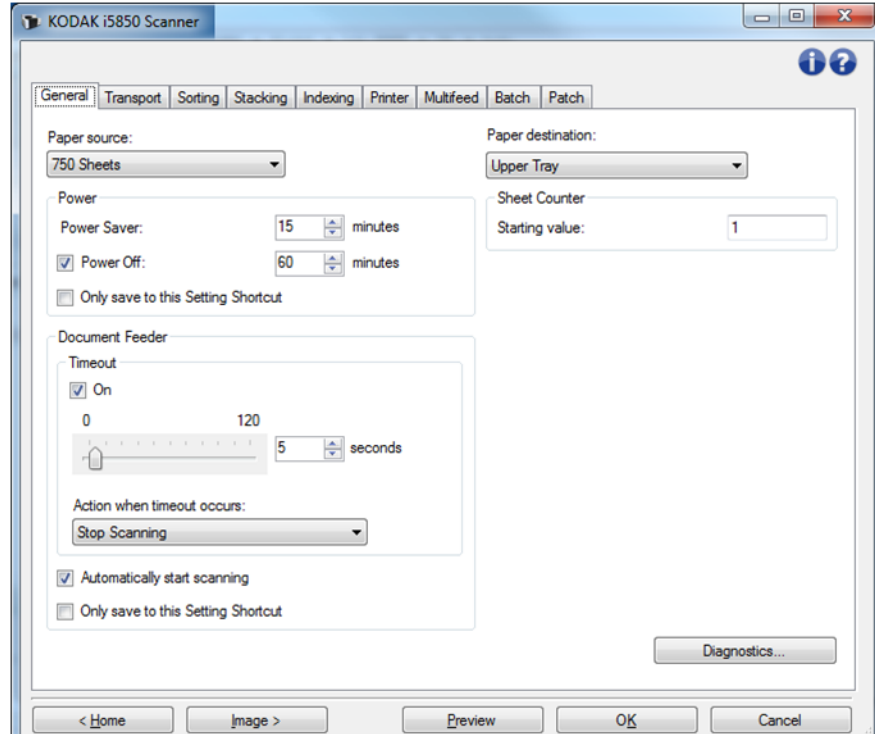 KODAK i5850 Scanner
General Transport Sorting Stacking Indexing Printer Multifeed Batch Patch
Paper source:
750 Sheets
Paper destination:
Upper Tray
Power
Power Saver: 15 minutes
Power Off: 60 minutes
Only save to this Setting Shortcut
Sheet Counter
Starting value: 1
Document Feeder
Timeout
On
0 120
5 seconds
Action when timeout occurs:
Stop Scanning
Automatically start scanning
Only save to this Setting Shortcut
Diagnostics...
< Home Image > Preview OK Cancel